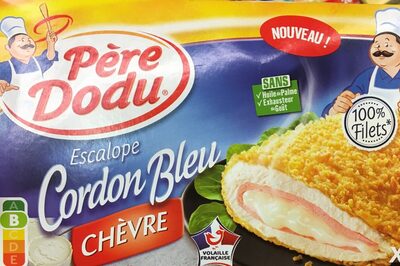 NOUVEAU !
Père
Dodu
SANS
Huile de Palme
Exhausteur
de Goût
100%
Filets*
Escalope
Cordon Bleu
CHÈVRE
A
B
C
D
E
VOLAILLE
FRANÇAISE